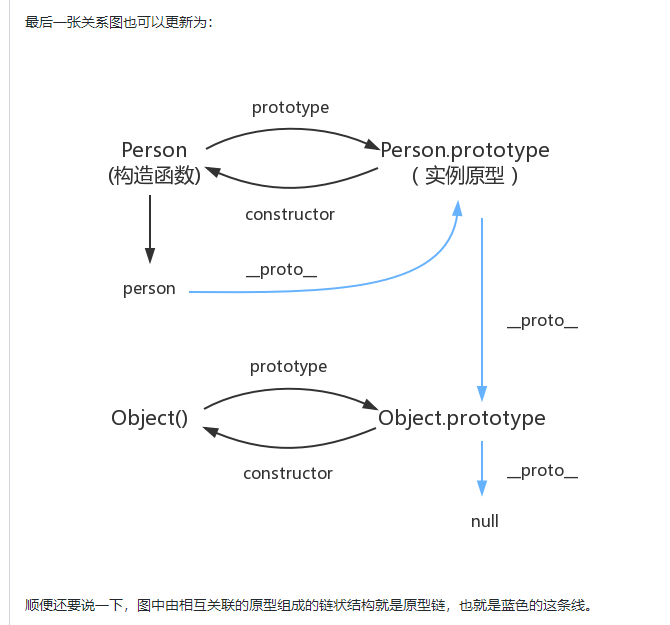 最后一张关系图也可以更新为：
prototype
Person
(构造函数)
Person.prototype
（实例原型）
constructor
__proto__
person
__proto__
prototype
Object()
Object.prototype
constructor
__proto__
null
顺便还要说一下，图中由相互关联的原型组成的链状结构就是原型链，也就是蓝色的这条线。